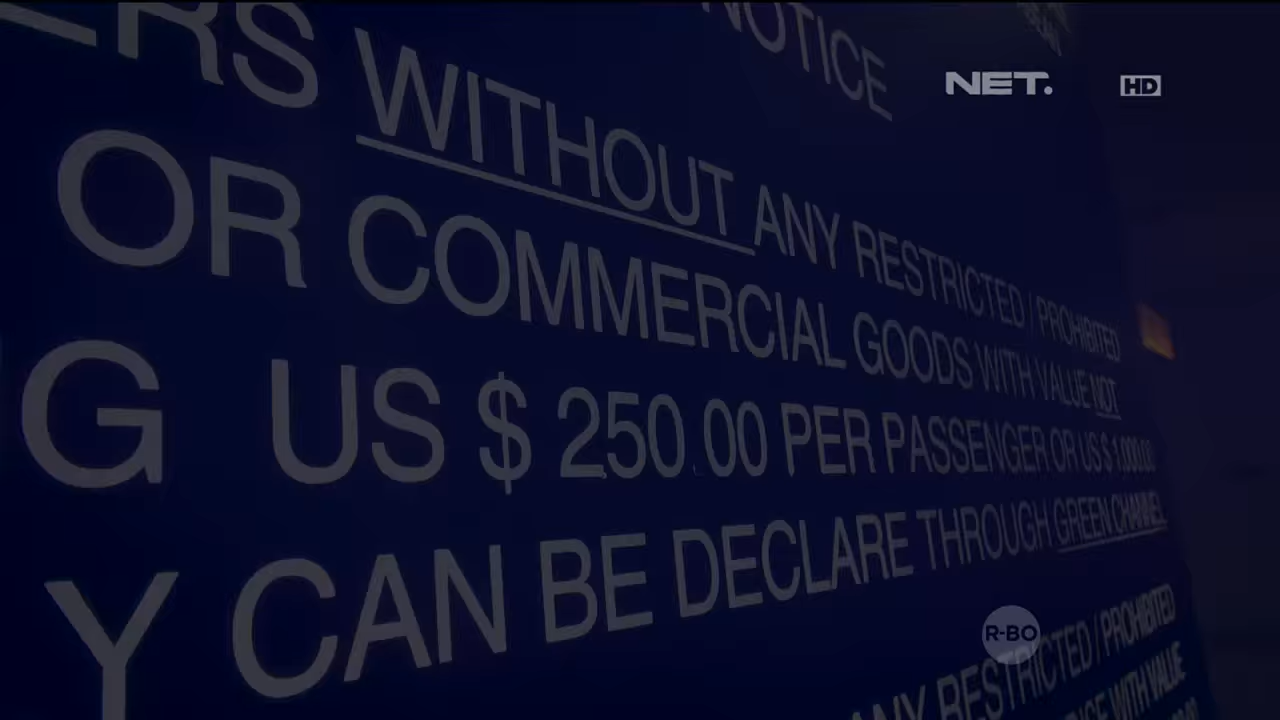 NOTICE
NET. HD
ERS WITHOUT ANY RESTRICTED / PROHIBITED
OR COMMERCIAL GOODS WITH VALUE NOT
G US $ 250.00 PER PASSENGER OR US $ 1,000.00
Y CAN BE DECLARE THROUGH GREEN CHANNEL
R-BO
ANY RESTRICTED / PROHIBITED
WITH VALUE